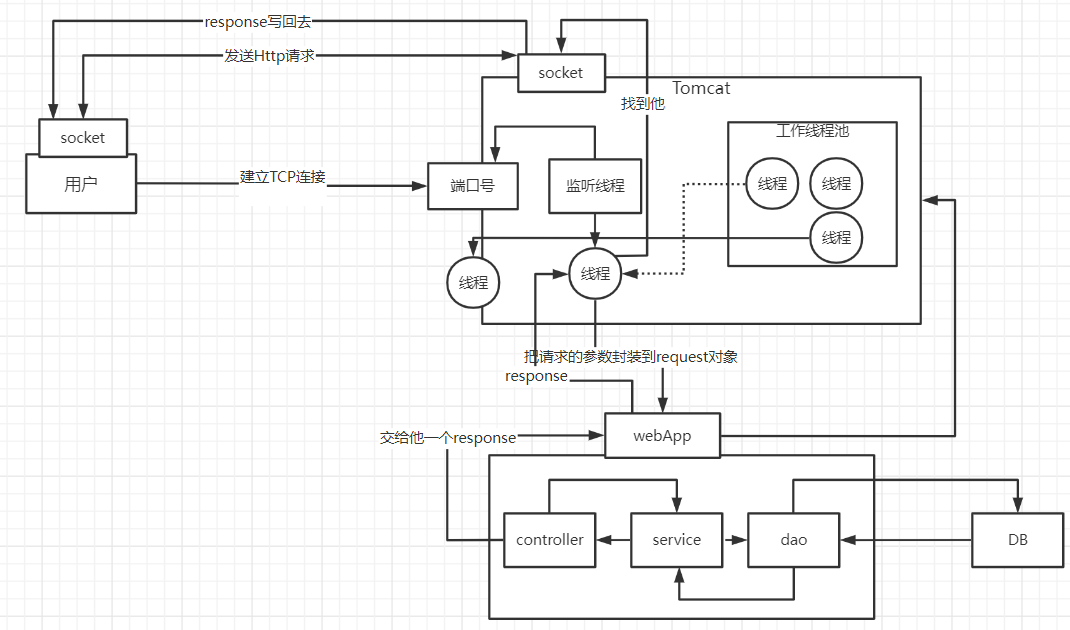 response写回去
发送Http请求
socket
Tomcat
找到他
工作线程池
socket
用户
建立TCP连接
端口号
监听线程
线程
线程
线程
线程
线程
把请求的参数封装到request对象
response
交给他一个response
webApp
controller
service
dao
DB